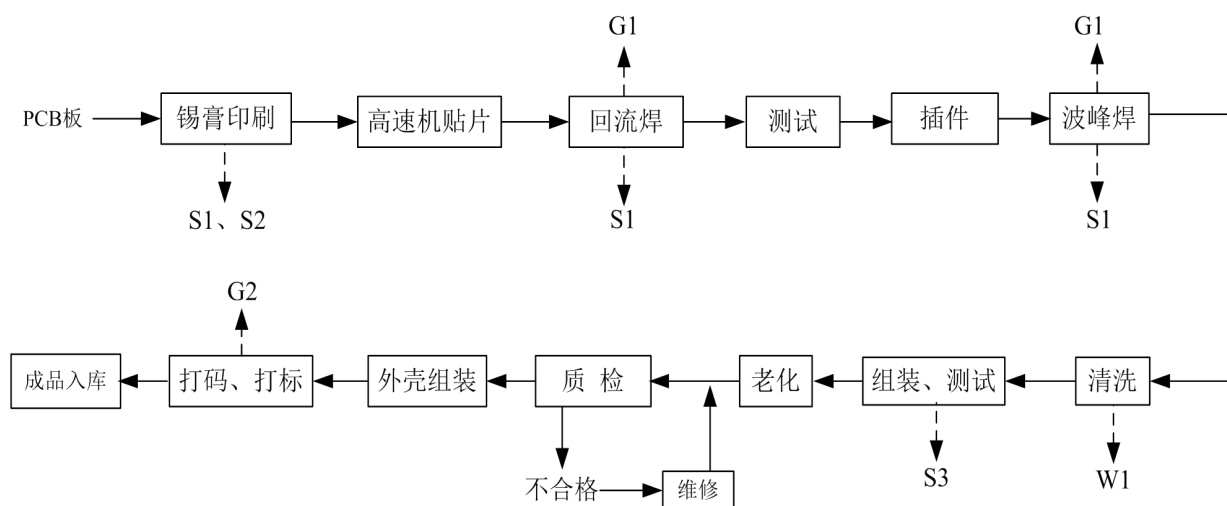 G1 G1
PCB板 锡膏印刷 高速机贴片 回流焊 测试 插件 波峰焊
S1、S2 S1 S1
G2
成品入库 打码、打标 外壳组装 质 检 老化 组装、测试 清洗
不合格 维修 S3 W1